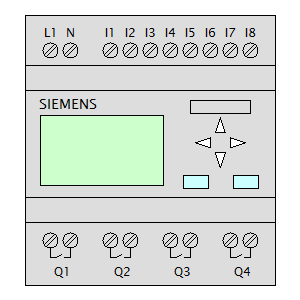 L1 N I1 I2 I3 I4 I5 I6 I7 I8
SIEMENS
Q1 Q2 Q3 Q4